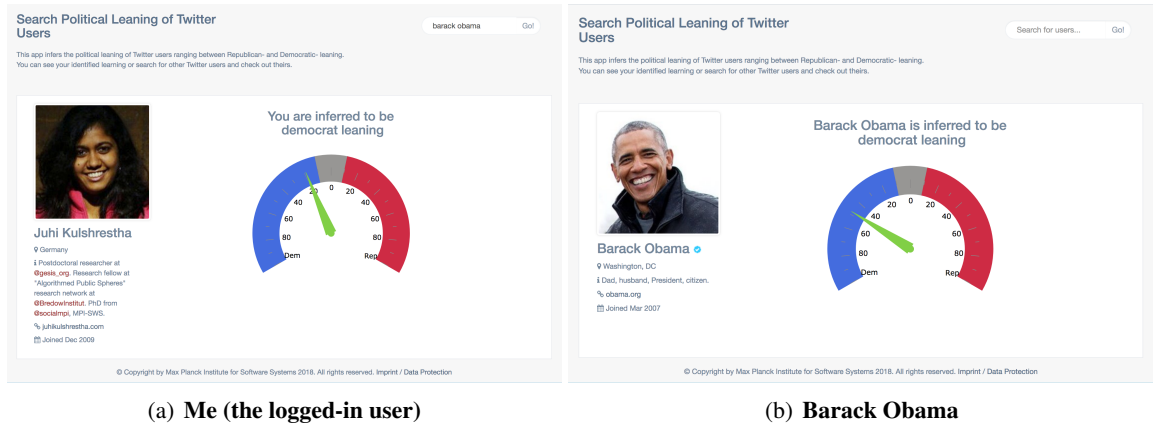 Search Political Leaning of Twitter
Users
barack obama
Go!
This app infers the political leaning of Twitter users ranging between Republican- and Democratic- leaning.
You can see your identified learning or search for other Twitter users and check out theirs.
You are inferred to be
democrat leaning
0
20
20
40
40
60
60
80
80
Dem
Rep
Juhi Kulshrestha
Germany
Postdoctoral researcher at
@gesis_org. Research fellow at
"Algorithmed Public Spheres"
research network at
@BredowInstitut. PhD from
@socialmpi, MPI-SWS.
juhikulshrestha.com
Joined Dec 2009
© Copyright by Max Planck Institute for Software Systems 2018. All rights reserved. Imprint / Data Protection
(a) Me (the logged-in user)
Search Political Leaning of Twitter
Users
Search for users...
Go!
This app infers the political leaning of Twitter users ranging between Republican- and Democratic- leaning.
You can see your identified learning or search for other Twitter users and check out theirs.
Barack Obama is inferred to be
democrat leaning
0
20
20
40
40
60
60
80
80
Dem
Rep
Barack Obama
Washington, DC
Dad, husband, President, citizen.
obama.org
Joined Mar 2007
© Copyright by Max Planck Institute for Software Systems 2018. All rights reserved. Imprint / Data Protection
(b) Barack Obama